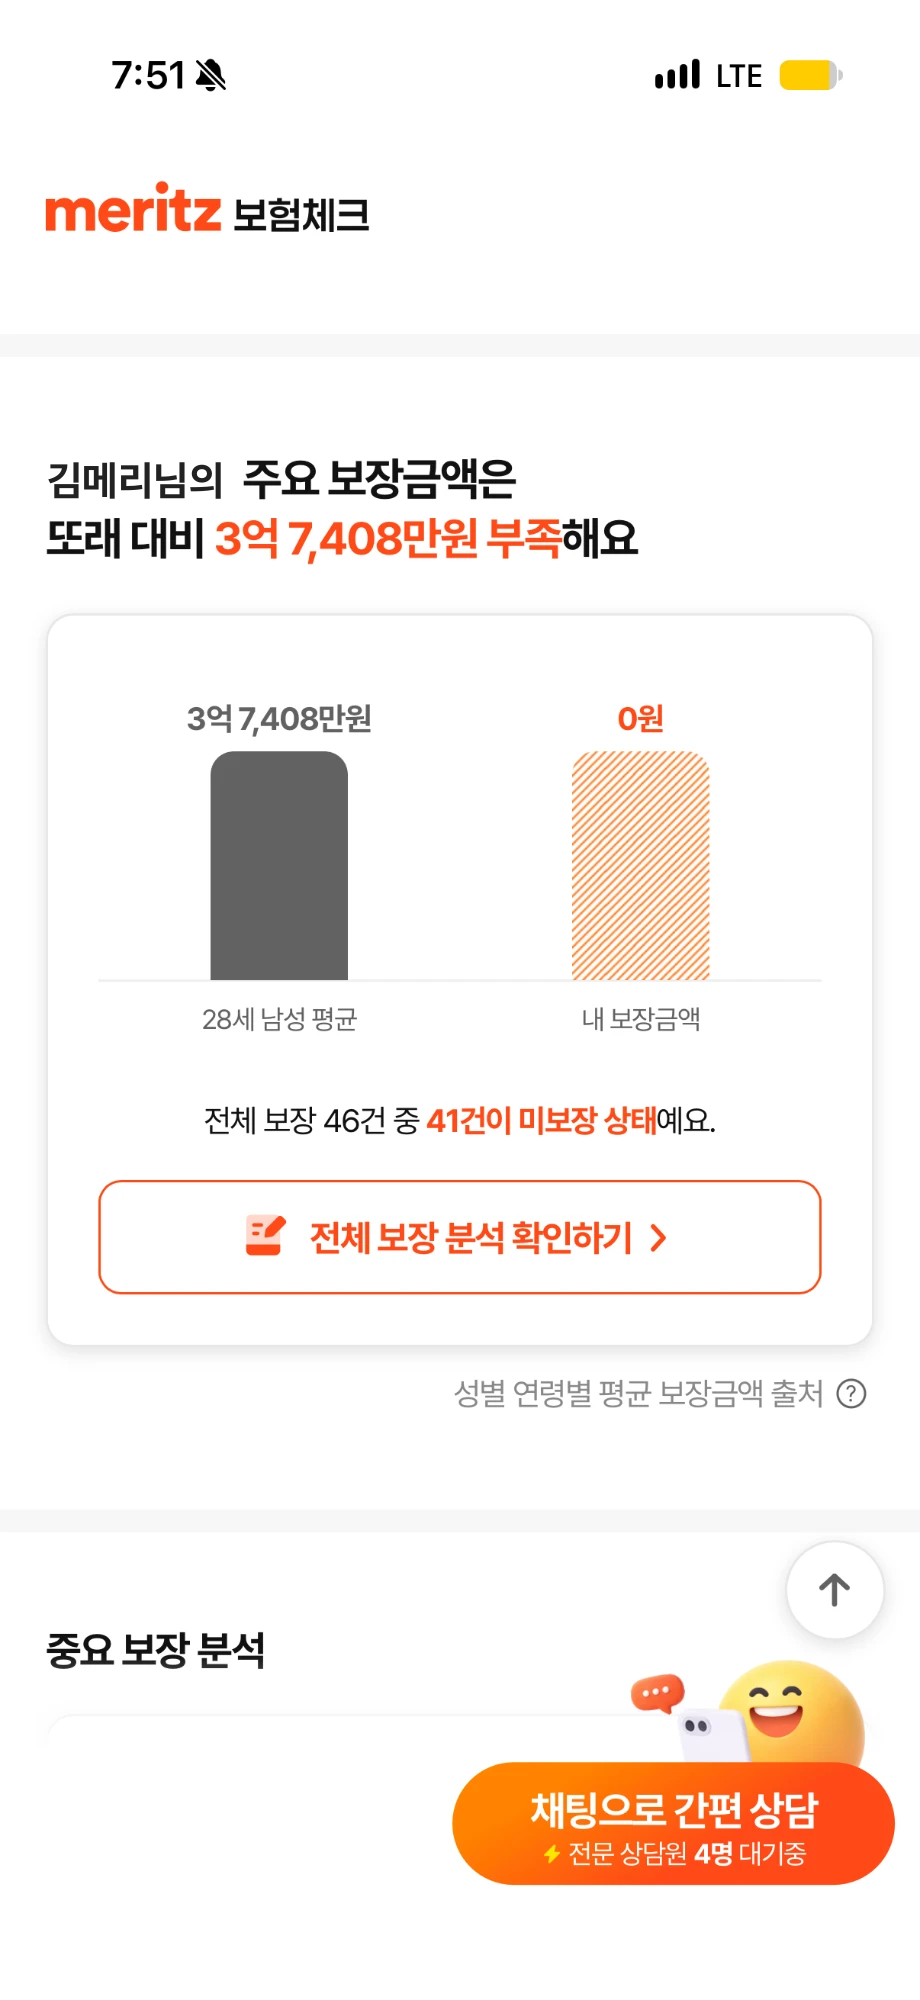 7:51 LTE
meritz 보험체크
김메리님의 주요 보장금액은
또래 대비 3억 7,408만원 부족해요
3억 7,408만원 0원
28세 남성 평균 내 보장금액
전체 보장 46건 중 41건이 미보장 상태예요.
전체 보장 분석 확인하기
성별 연령별 평균 보장금액 출처 ?
중요 보장 분석
채팅으로 간편 상담
전문 상담원 4명 대기중